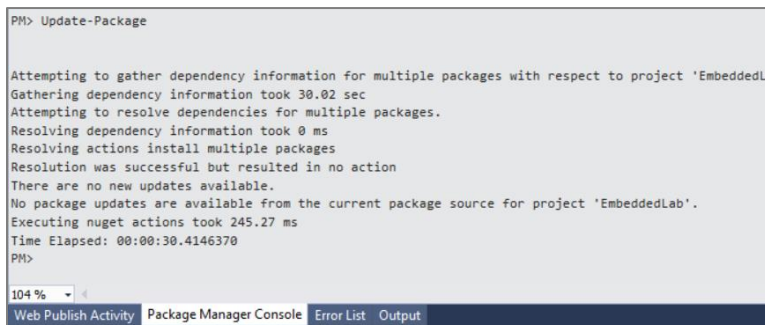 PM> Update-Package
Attempting to gather dependency information for multiple packages with respect to project 'EmbeddedL
Gathering dependency information took 30.02 sec
Attempting to resolve dependencies for multiple packages.
Resolving dependency information took 0 ms
Resolving actions install multiple packages
Resolution was successful but resulted in no action
There are no new updates available.
No package updates are available from the current package source for project 'EmbeddedLab'.
Executing nuget actions took 245.27 ms
Time Elapsed: 00:00:30.4146370
PM>
104 %
Web Publish Activity Package Manager Console Error List Output